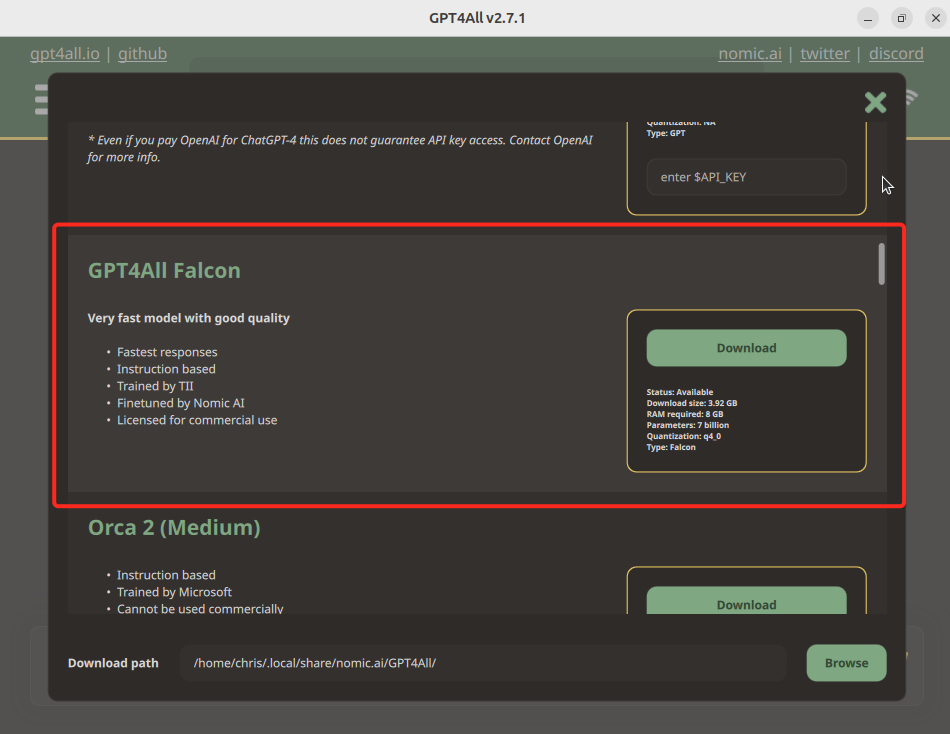 GPT4All v2.7.1
gpt4all.io | github
nomic.ai | twitter | discord
* Even if you pay OpenAI for ChatGPT-4 this does not guarantee API key access. Contact OpenAI
for more info.
Quantization: NA
Type: GPT
enter $API_KEY
GPT4All Falcon
Very fast model with good quality
• Fastest responses
• Instruction based
• Trained by TII
• Finetuned by Nomic AI
• Licensed for commercial use
Download
Status: Available
Download size: 3.92 GB
RAM required: 8 GB
Parameters: 7 billion
Quantization: q4_0
Type: Falcon
Orca 2 (Medium)
• Instruction based
• Trained by Microsoft
• Cannot be used commercially
Download
Download path
/home/chris/.local/share/nomic.ai/GPT4All/
Browse